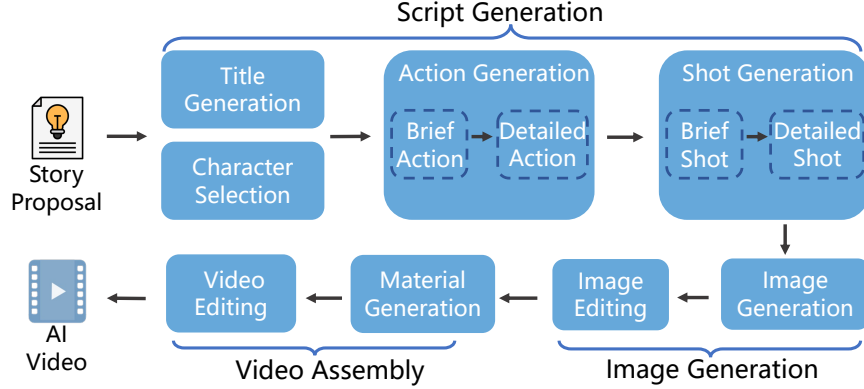 Script Generation
Title
Generation
Character
Selection
Action Generation
Brief
Action
Detailed
Action
Shot Generation
Brief
Shot
Detailed
Shot
Story
Proposal
AI
Video
Video
Editing
Material
Generation
Image
Editing
Image
Generation
Video Assembly
Image Generation